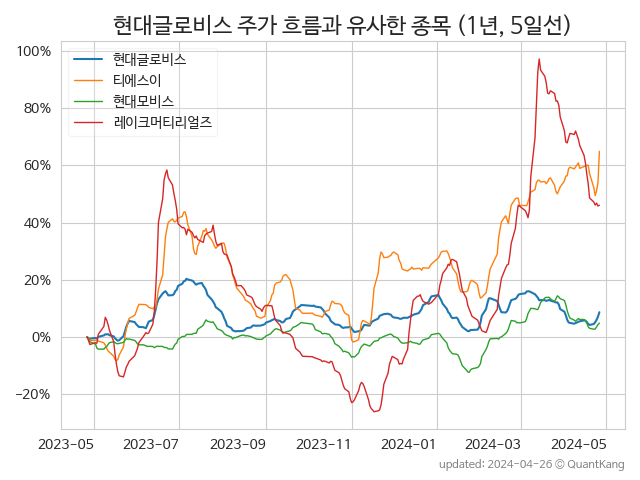 현대글로비스 주가 흐름과 유사한 종목 (1년, 5일선)
현대글로비스
티에스이
현대모비스
레이크머티리얼즈
100%
80%
60%
40%
20%
0%
−20%
2023-05 2023-07 2023-09 2023-11 2024-01 2024-03 2024-05
updated: 2024-04-26 © QuantKang